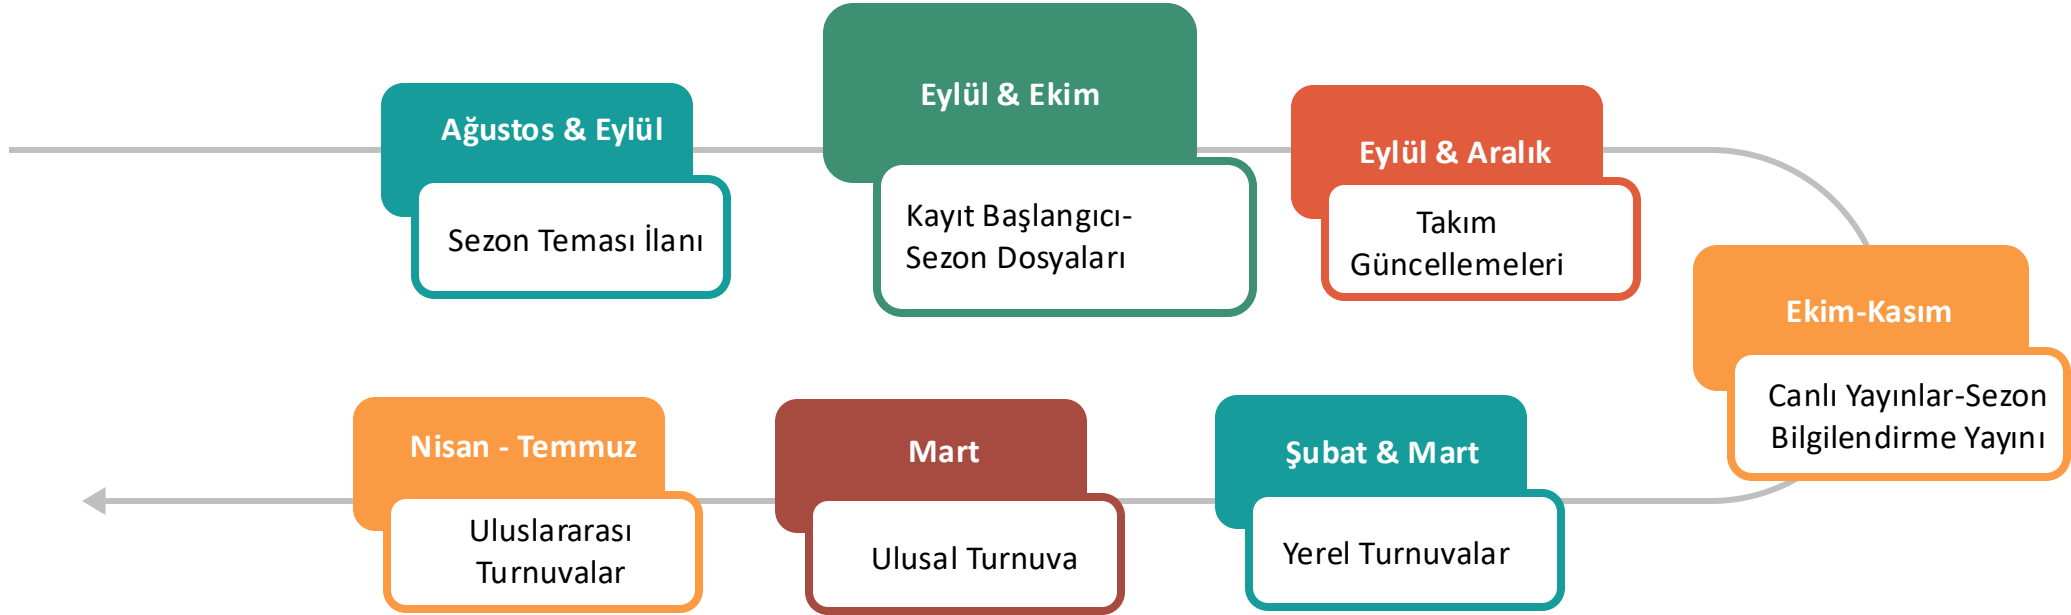 Ağustos & Eylül
Sezon Teması İlanı
Eylül & Ekim
Kayıt Başlangıcı-
Sezon Dosyaları
Eylül & Aralık
Takım
Güncellemeleri
Ekim-Kasım
Canlı Yayınlar-Sezon
Bilgilendirme Yayını
Şubat & Mart
Yerel Turnuvalar
Mart
Ulusal Turnuva
Nisan - Temmuz
Uluslararası
Turnuvalar